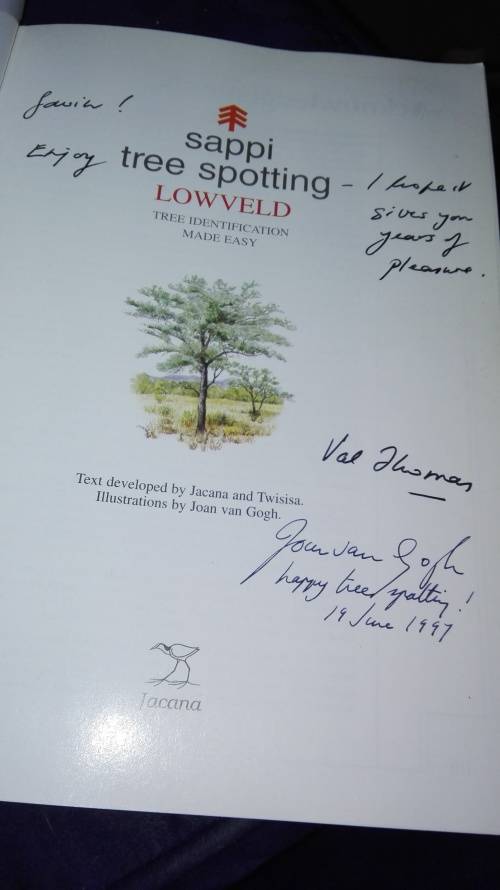 Gavin!
sappi
Enjoy tree spotting - I hope it
LOWVELD
gives you
TREE IDENTIFICATION
years of
MADE EASY
pleasure.
Val Thomas
Text developed by Jacana and Twisisa.
Illustrations by Joan van Gogh.
Joan van Gogh
happy tree spotting!
19 June 1997
Jacana